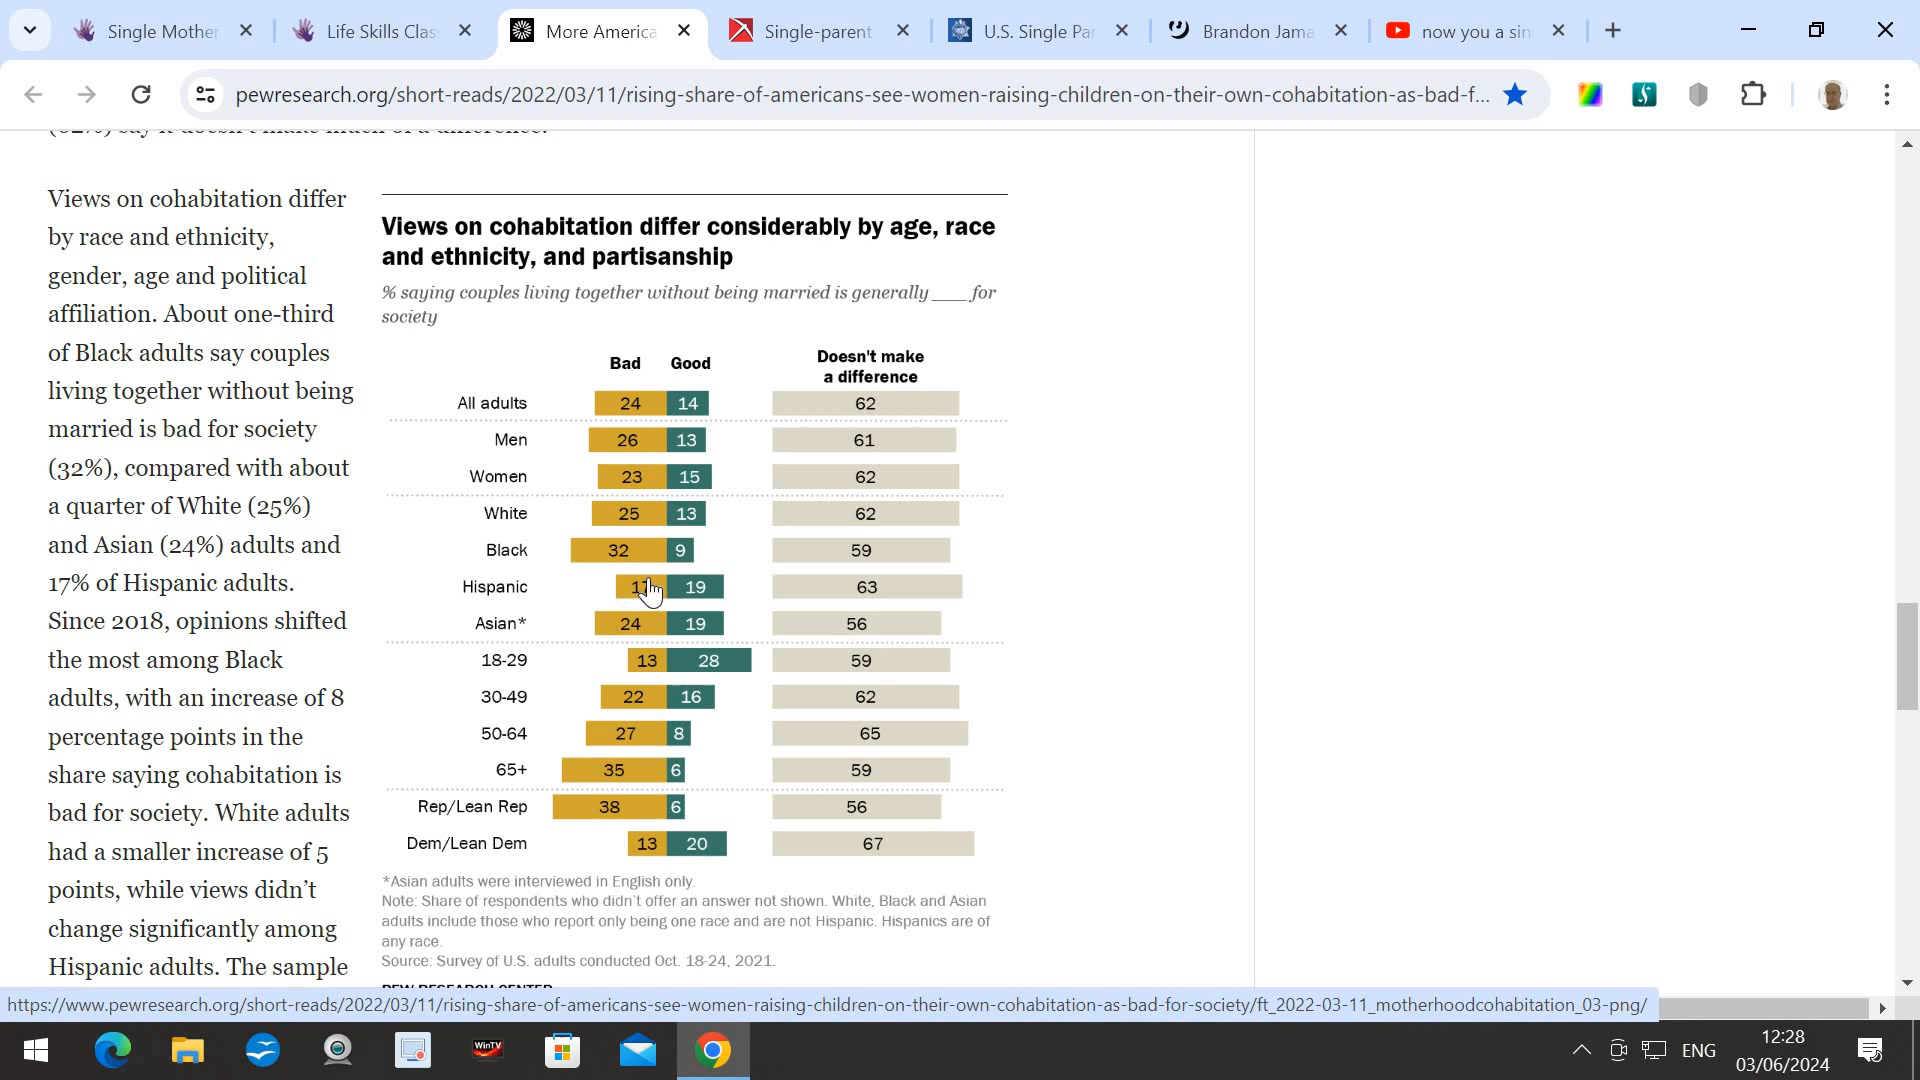 Single Mother
Life Skills Clas
More America
Single-parent
U.S. Single Par
Brandon Jama
now you a sin
pewresearch.org/short-reads/2022/03/11/rising-share-of-americans-see-women-raising-children-on-their-own-cohabitation-as-bad-f...
(62%) say it doesn't make much of a difference.
Views on cohabitation differ
by race and ethnicity,
gender, age and political
affiliation. About one-third
of Black adults say couples
living together without being
married is bad for society
(32%), compared with about
a quarter of White (25%)
and Asian (24%) adults and
17% of Hispanic adults.
Since 2018, opinions shifted
the most among Black
adults, with an increase of 8
percentage points in the
share saying cohabitation is
bad for society. White adults
had a smaller increase of 5
points, while views didn't
change significantly among
Hispanic adults. The sample
Views on cohabitation differ considerably by age, race
and ethnicity, and partisanship
% saying couples living together without being married is generally ___ for
society
Bad Good Doesn't make
a difference
All adults 24 14 62
Men 26 13 61
Women 23 15 62
White 25 13 62
Black 32 9 59
Hispanic 17 19 63
Asian* 24 19 56
18-29 13 28 59
30-49 22 16 62
50-64 27 8 65
65+ 35 6 59
Rep/Lean Rep 38 6 56
Dem/Lean Dem 13 20 67
*Asian adults were interviewed in English only.
Note: Share of respondents who didn't offer an answer not shown. White, Black and Asian
adults include those who report only being one race and are not Hispanic. Hispanics are of
any race.
Source: Survey of U.S. adults conducted Oct. 18-24, 2021.
PEW RESEARCH CENTER
https://www.pewresearch.org/short-reads/2022/03/11/rising-share-of-americans-see-women-raising-children-on-their-own-cohabitation-as-bad-for-society/ft_2022-03-11_motherhoodcohabitation_03-png/
WinTV
ENG
12:28
03/06/2024